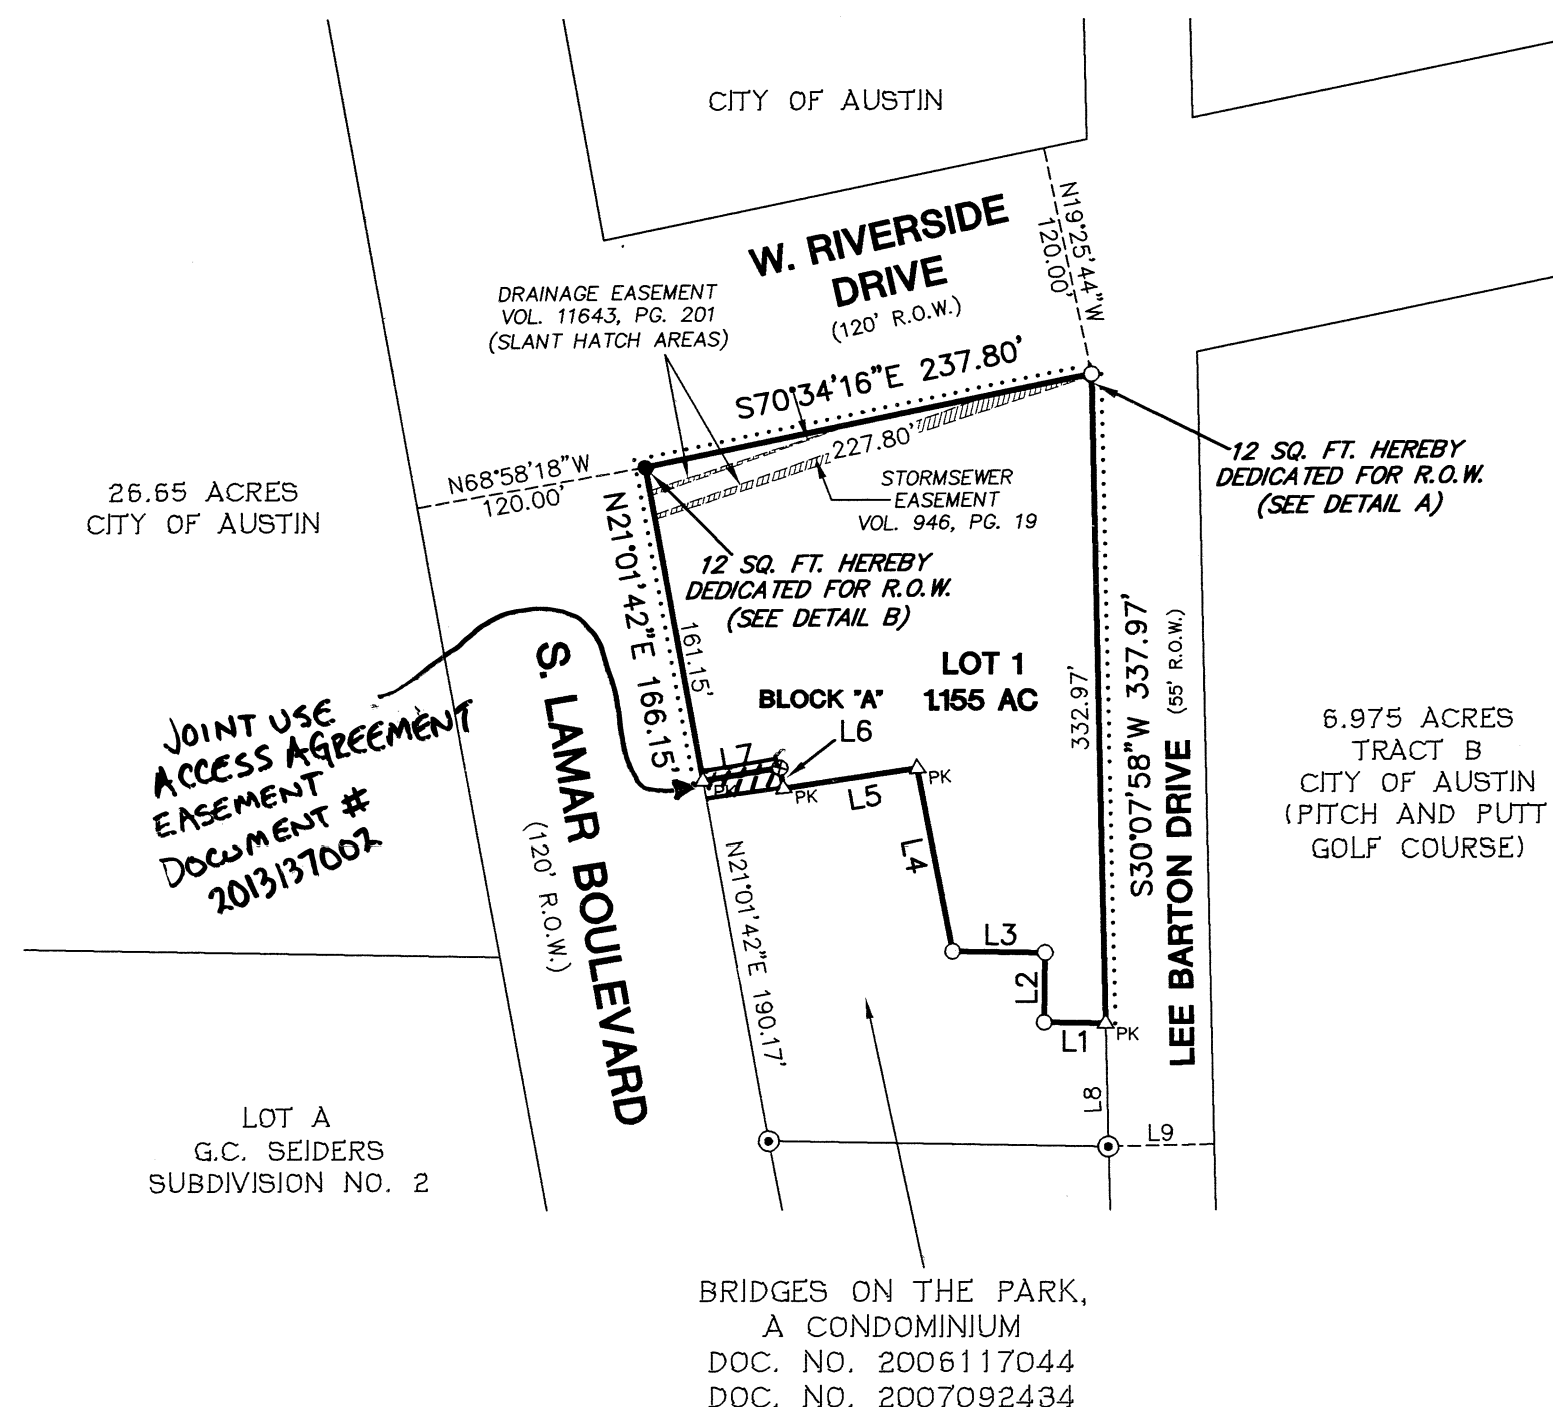 CITY OF AUSTIN
N19°25'44"W
120.00'
W. RIVERSIDE
DRIVE
(120' R.O.W.)
DRAINAGE EASEMENT
VOL. 11643, PG. 201
(SLANT HATCH AREAS)
S70°34'16"E 237.80'
227.80'
N68°58'18"W
120.00'
26.65 ACRES
CITY OF AUSTIN
STORMSEWER
EASEMENT
VOL. 946, PG. 19
12 SQ. FT. HEREBY
DEDICATED FOR R.O.W.
(SEE DETAIL A)
12 SQ. FT. HEREBY
DEDICATED FOR R.O.W.
(SEE DETAIL B)
N21°01'42"E 166.15'
161.15'
LOT 1
1.155 AC
BLOCK "A"
L6
L7
PK
PK
L5
PK
JOINT USE
ACCESS AGREEMENT
EASEMENT
DOCUMENT #
2013137002
S. LAMAR BOULEVARD
(120' R.O.W.)
332.97'
S30°07'58"W 337.97'
LEE BARTON DRIVE
(55' R.O.W.)
6.975 ACRES
TRACT B
CITY OF AUSTIN
(PITCH AND PUTT
GOLF COURSE)
L4
N21°01'42"E 190.17'
L3
L2
L1
PK
L8
L9
LOT A
G.C. SEIDERS
SUBDIVISION NO. 2
BRIDGES ON THE PARK,
A CONDOMINIUM
DOC. NO. 2006117044
DOC. NO. 2007092434